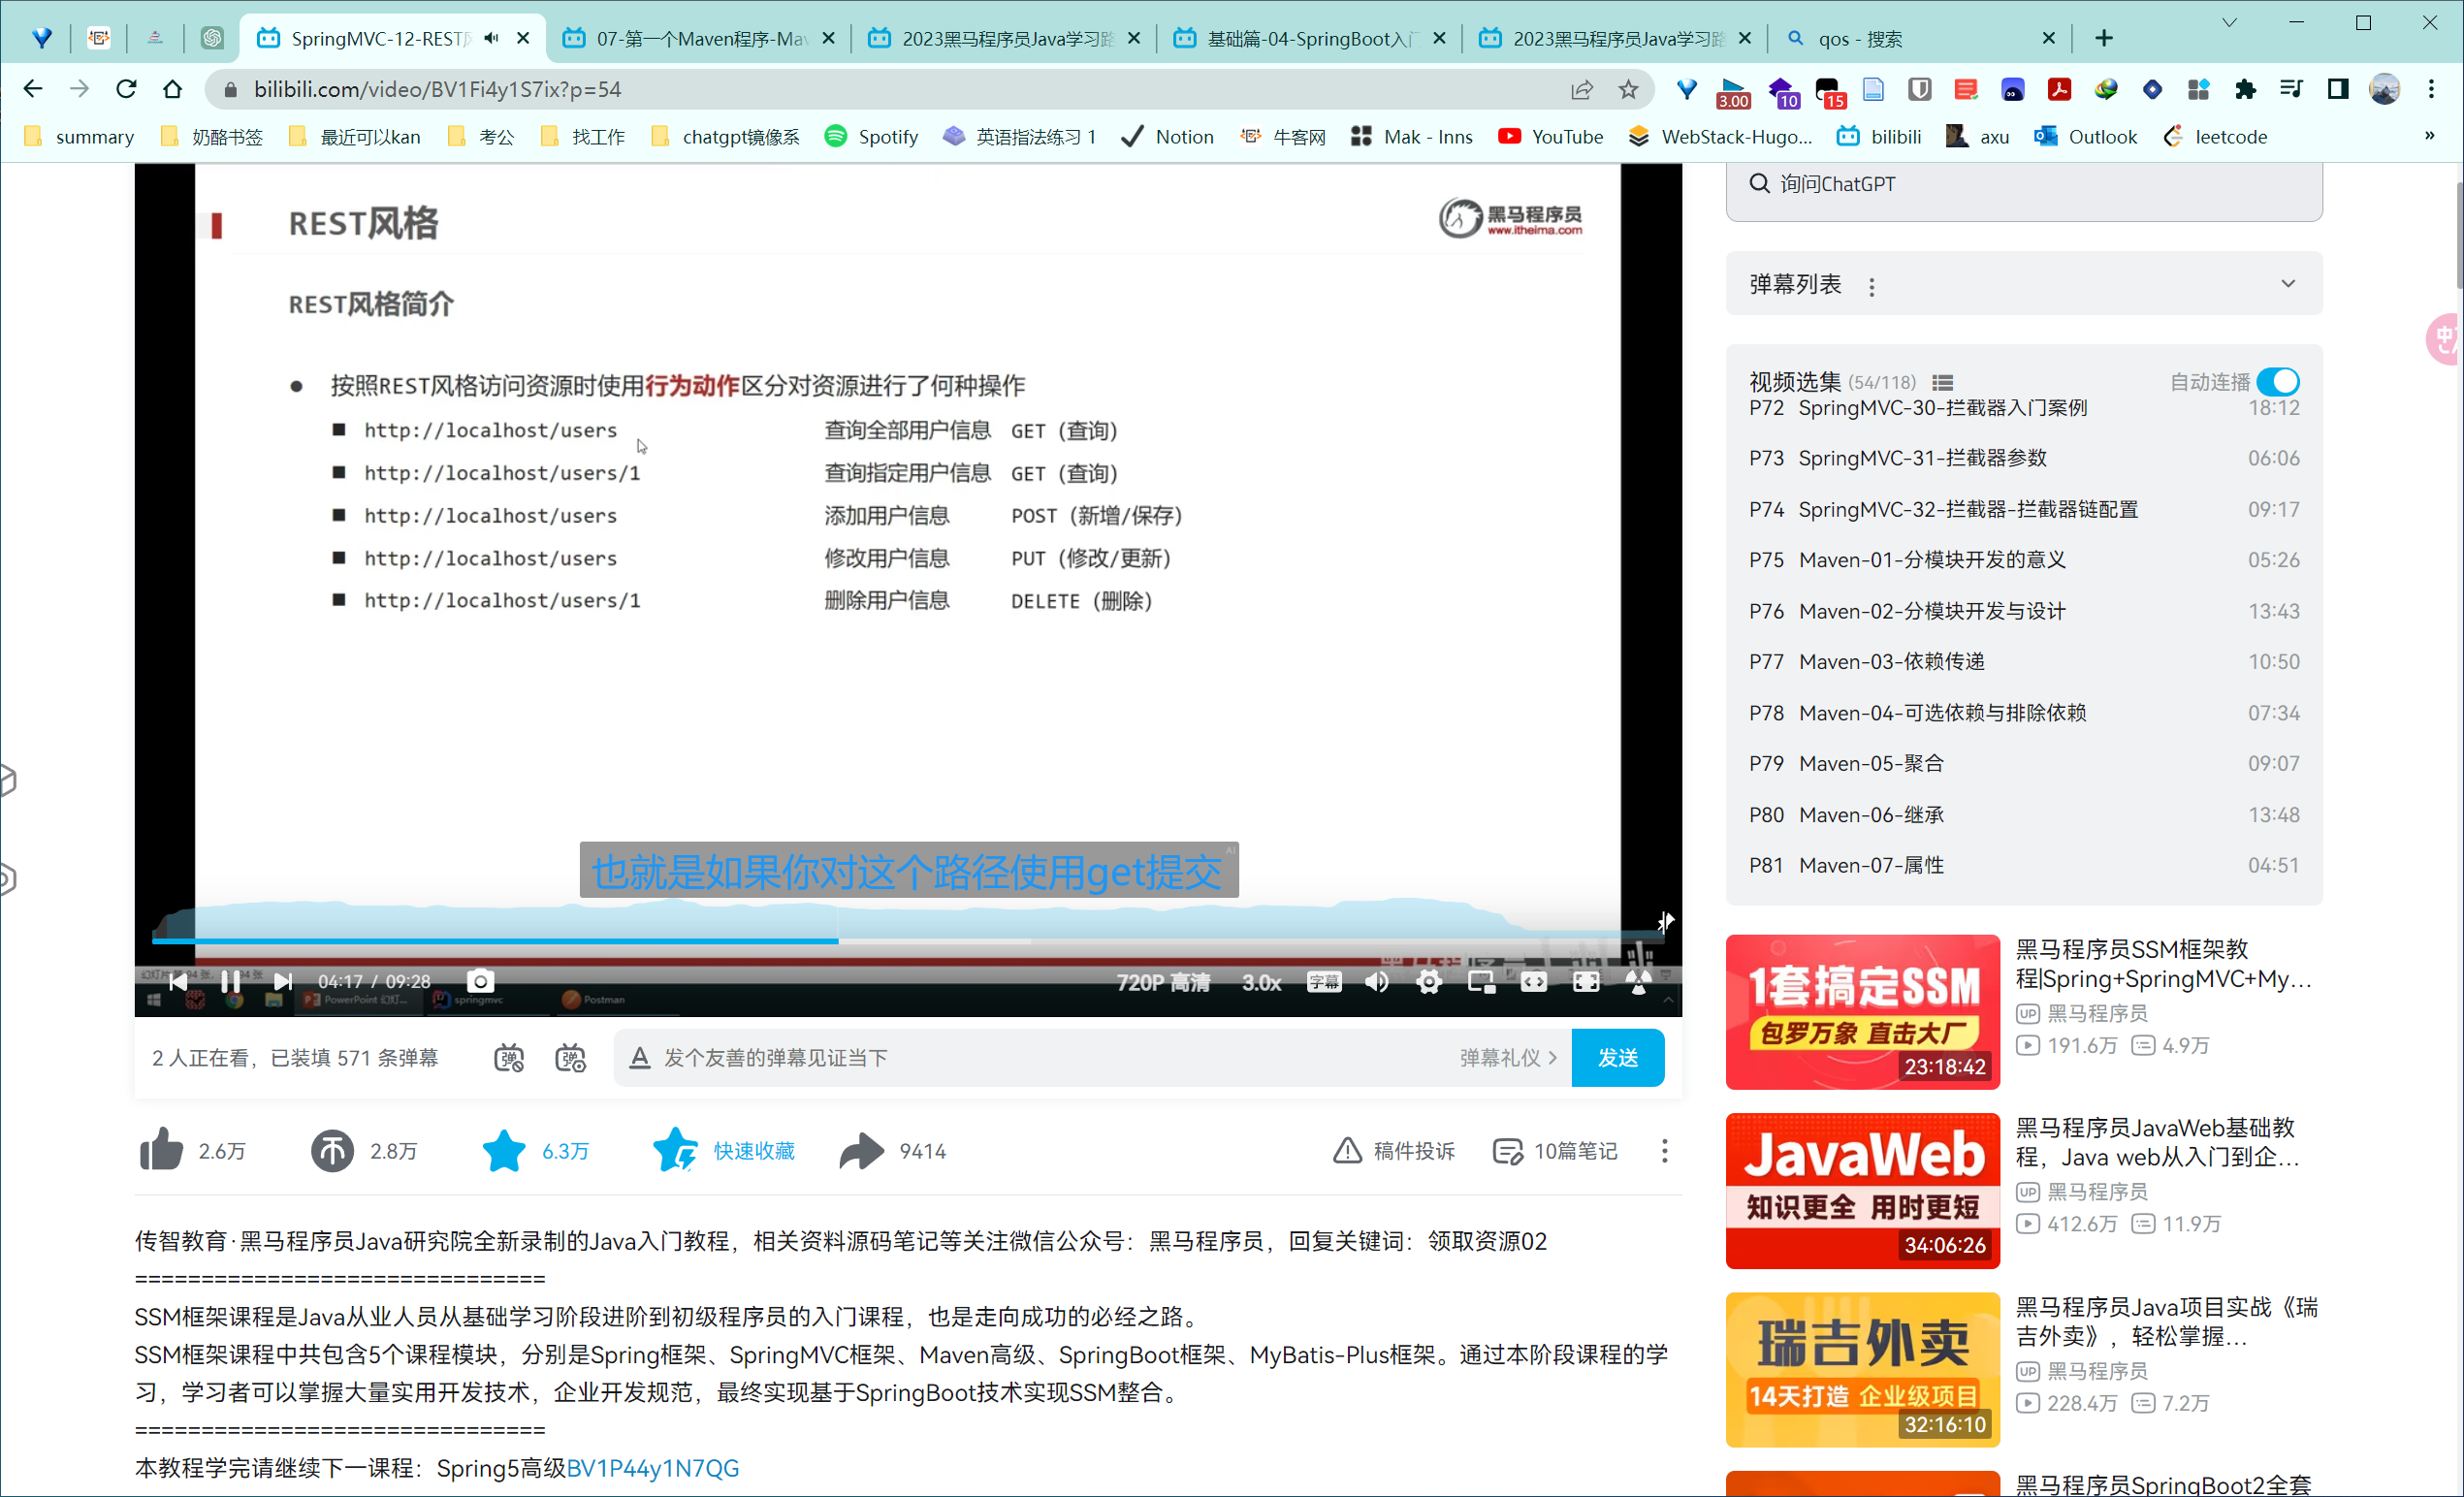 SpringMVC-12-REST风
07-第一个Maven程序-Mav
2023黑马程序员Java学习路
基础篇-04-SpringBoot入门
2023黑马程序员Java学习路
qos - 搜索
bilibili.com/video/BV1Fi4y1S7ix?p=54
3.00
10
15
summary
奶酪书签
最近可以kan
考公
找工作
chatgpt镜像系
Spotify
英语指法练习 1
Notion
牛客网
Mak - Inns
YouTube
WebStack-Hugo...
bilibili
axu
Outlook
leetcode
»
REST风格
黑马程序员
www.itheima.com
REST风格简介
按照REST风格访问资源时使用行为动作区分对资源进行了何种操作
http://localhost/users 查询全部用户信息 GET（查询）
http://localhost/users/1 查询指定用户信息 GET（查询）
http://localhost/users 添加用户信息 POST（新增/保存）
http://localhost/users 修改用户信息 PUT（修改/更新）
http://localhost/users/1 删除用户信息 DELETE（删除）
也就是如果你对这个路径使用get提交
AI
04:17 / 09:28
720P 高清
3.0x
字幕
PowerPoint 幻灯...
springmvc
Postman
2 人正在看，已装填 571 条弹幕
发个友善的弹幕见证当下
弹幕礼仪 >
发送
2.6万
2.8万
6.3万
快速收藏
9414
稿件投诉
10篇笔记
传智教育·黑马程序员Java研究院全新录制的Java入门教程，相关资料源码笔记等关注微信公众号：黑马程序员，回复关键词：领取资源02
===============================
SSM框架课程是Java从业人员从基础学习阶段进阶到初级程序员的入门课程，也是走向成功的必经之路。
SSM框架课程中共包含5个课程模块，分别是Spring框架、SpringMVC框架、Maven高级、SpringBoot框架、MyBatis-Plus框架。通过本阶段课程的学
习，学习者可以掌握大量实用开发技术，企业开发规范，最终实现基于SpringBoot技术实现SSM整合。
===============================
本教程学完请继续下一课程：Spring5高级BV1P44y1N7QG
询问ChatGPT
弹幕列表
视频选集 (54/118)
自动连播
P72 SpringMVC-30-拦截器入门案例 18:12
P73 SpringMVC-31-拦截器参数 06:06
P74 SpringMVC-32-拦截器-拦截器链配置 09:17
P75 Maven-01-分模块开发的意义 05:26
P76 Maven-02-分模块开发与设计 13:43
P77 Maven-03-依赖传递 10:50
P78 Maven-04-可选依赖与排除依赖 07:34
P79 Maven-05-聚合 09:07
P80 Maven-06-继承 13:48
P81 Maven-07-属性 04:51
1套搞定SSM
包罗万象 直击大厂
23:18:42
黑马程序员SSM框架教
程|Spring+SpringMVC+My...
UP 黑马程序员
191.6万 4.9万
JavaWeb
知识更全 用时更短
34:06:26
黑马程序员JavaWeb基础教
程，Java web从入门到企...
UP 黑马程序员
412.6万 11.9万
瑞吉外卖
14天打造 企业级项目
32:16:10
黑马程序员Java项目实战《瑞
吉外卖》，轻松掌握...
UP 黑马程序员
228.4万 7.2万
黑马程序员SpringBoot2全套